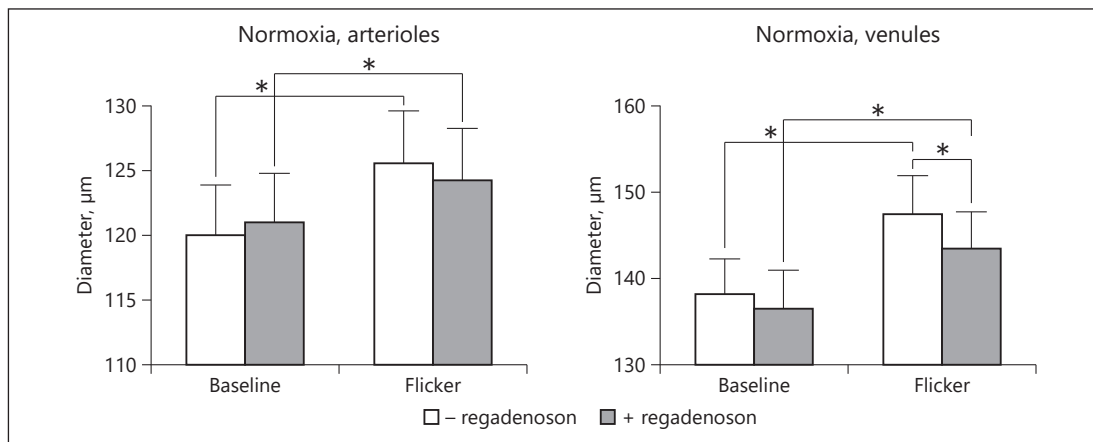 Normoxia, arterioles
Diameter, µm
130
125
120
115
110
*
*
Baseline
Flicker
Normoxia, venules
Diameter, µm
160
150
140
130
*
*
*
Baseline
Flicker
– regadenoson
+ regadenoson